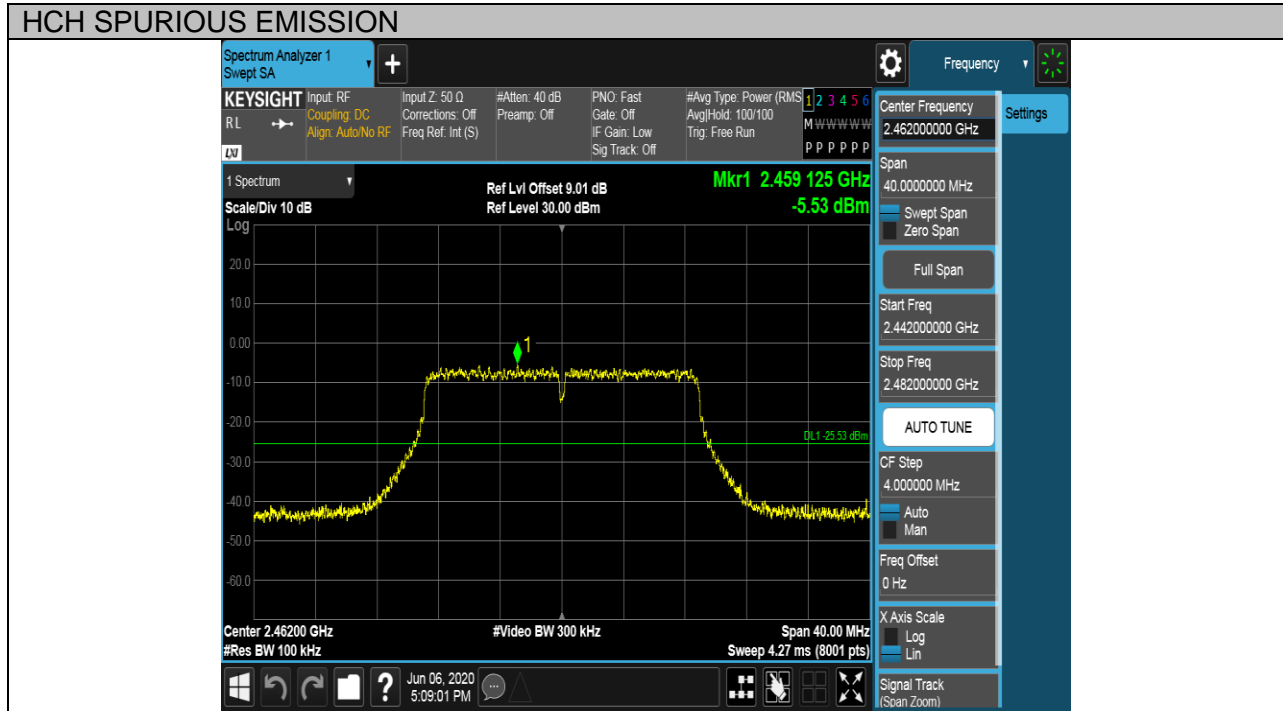 HCH SPURIOUS EMISSION
Spectrum Analyzer 1
Swept SA
+
Frequency
KEYSIGHT
RL
LXI
Input: RF
Coupling: DC
Align: Auto/No RF
Input Z: 50 Ω
Corrections: Off
Freq Ref: Int (S)
#Atten: 40 dB
Preamp: Off
PNO: Fast
Gate: Off
IF Gain: Low
Sig Track: Off
#Avg Type: Power (RMS
Avg|Hold: 100/100
Trig: Free Run
1 2 3 4 5 6
M W W W W W
P P P P P P
1 Spectrum
Scale/Div 10 dB
Log
Ref Lvl Offset 9.01 dB
Ref Level 30.00 dBm
Mkr1 2.459 125 GHz
-5.53 dBm
20.0
10.0
0.00
-10.0
-20.0
-30.0
-40.0
-50.0
-60.0
1
DL1 -25.53 dBm
Center 2.46200 GHz
#Res BW 100 kHz
#Video BW 300 kHz
Span 40.00 MHz
Sweep 4.27 ms (8001 pts)
?
Jun 06, 2020
5:09:01 PM
Center Frequency
2.462000000 GHz
Settings
Span
40.0000000 MHz
Swept Span
Zero Span
Full Span
Start Freq
2.442000000 GHz
Stop Freq
2.482000000 GHz
AUTO TUNE
CF Step
4.000000 MHz
Auto
Man
Freq Offset
0 Hz
X Axis Scale
Log
Lin
Signal Track
(Span Zoom)